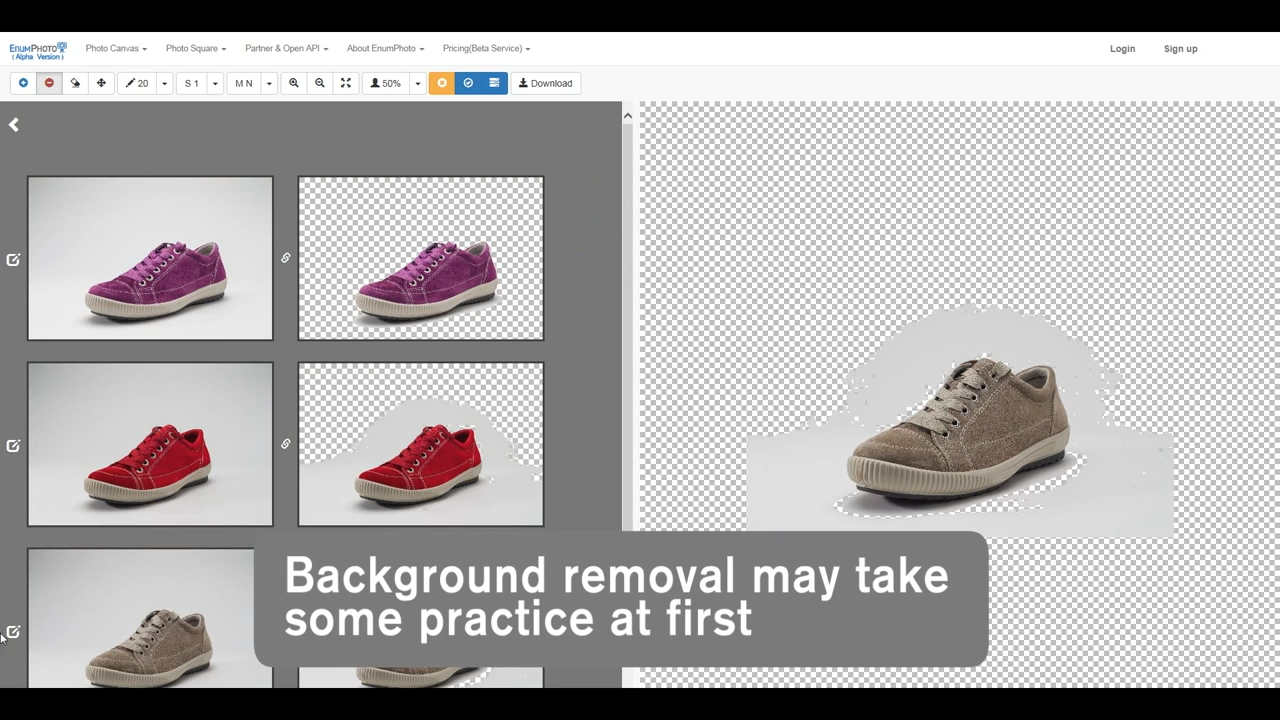 ENUMPHOTO
( Alpha Version )
Photo Canvas
Photo Square
Partner & Open API
About EnumPhoto
Pricing(Beta Service)
Login
Sign up
20
S 1
M N
50%
Download
Background removal may take
some practice at first